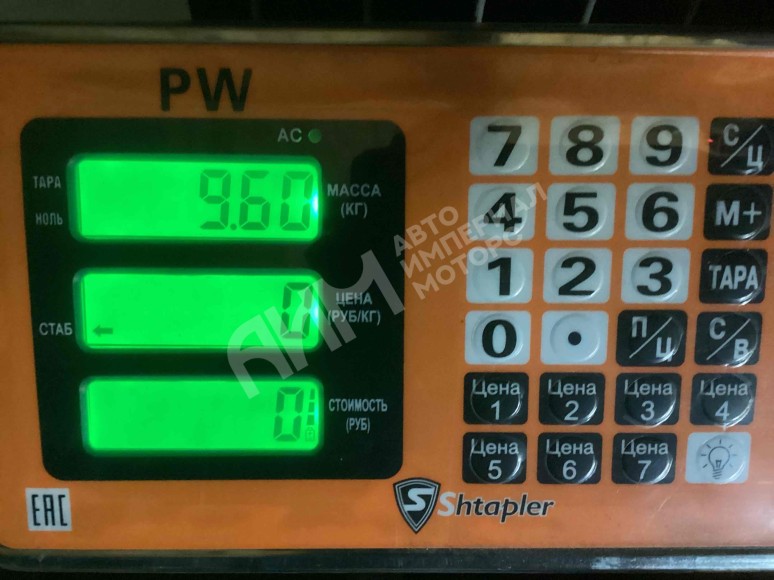 PW
AC
ТАРА
НОЛЬ
9.60
МАССА
(КГ)
СТАБ
0
ЦЕНА
(РУБ/КГ)
0
СТОИМОСТЬ
(РУБ)
7 8 9 С/Ц
4 5 6 М+
1 2 3 ТАРА
0 . П/Ц С/В
Цена 1
Цена 2
Цена 3
Цена 4
Цена 5
Цена 6
Цена 7
EAC
Shtapler
АИМ
АВТО
ИМПЕРИАЛ
МОТОРС